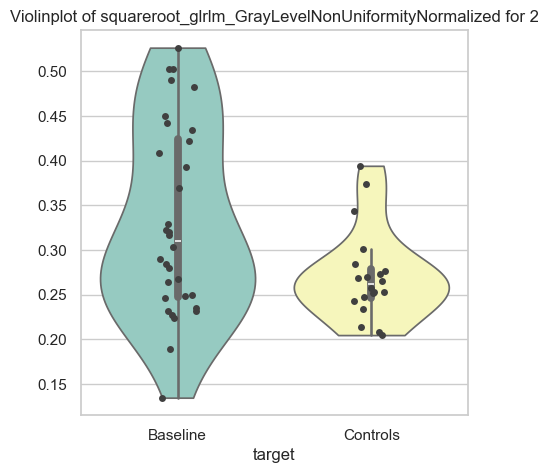 Violinplot of squareroot_glrlm_GrayLevelNonUniformityNormalized for 2
0.50
0.45
0.40
0.35
0.30
0.25
0.20
0.15
Baseline
Controls
target